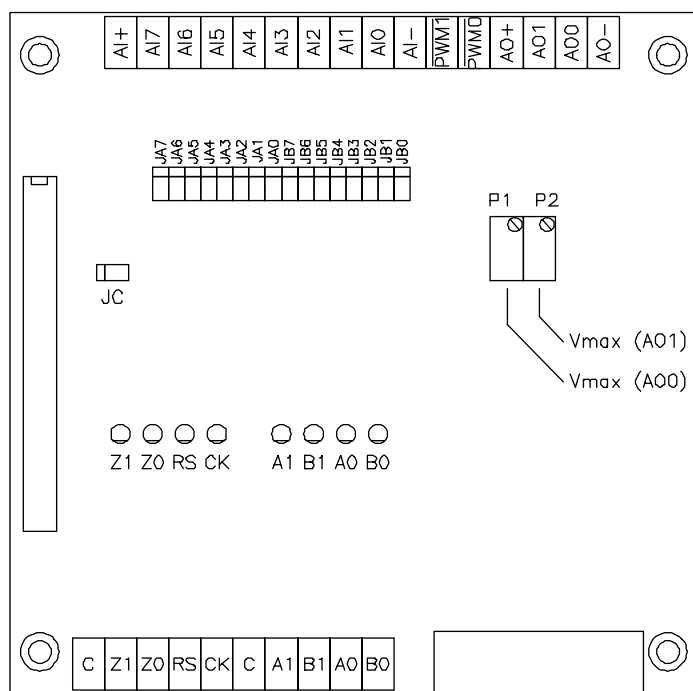 AI+ AI7 AI6 AI5 AI4 AI3 AI2 AI1 AI0 AI- PWM1 PWM0 AO+ AO1 AO0 AO-
JA7 JA6 JA5 JA4 JA3 JA2 JA1 JA0 JB7 JB6 JB5 JB4 JB3 JB2 JB1 JB0
P1 P2
JC
Vmax (AO1)
Vmax (AO0)
Z1 Z0 RS CK A1 B1 A0 B0
C Z1 Z0 RS CK C A1 B1 A0 B0